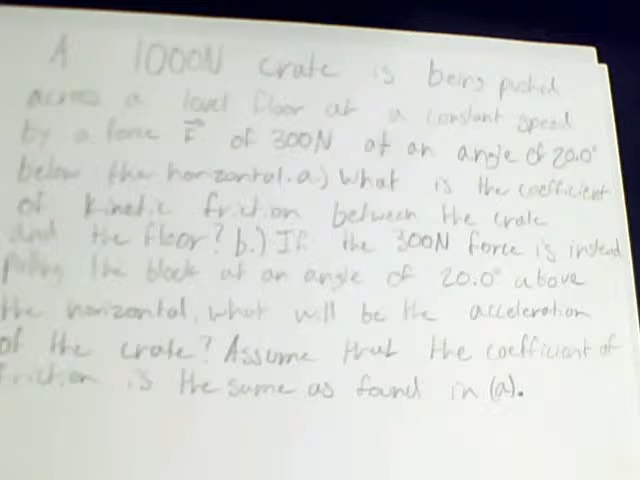 A 1000N crate is being pushed
across a level floor at a constant speed
by a force F of 300N at an angle of 20.0°
below the horizontal. a.) What is the coefficient
of kinetic friction between the crate
and the floor? b.) If the 300N force is instead
pulling the block at an angle of 20.0° above
the horizontal, what will be the acceleration
of the crate? Assume that the coefficient of
friction is the same as found in (a).